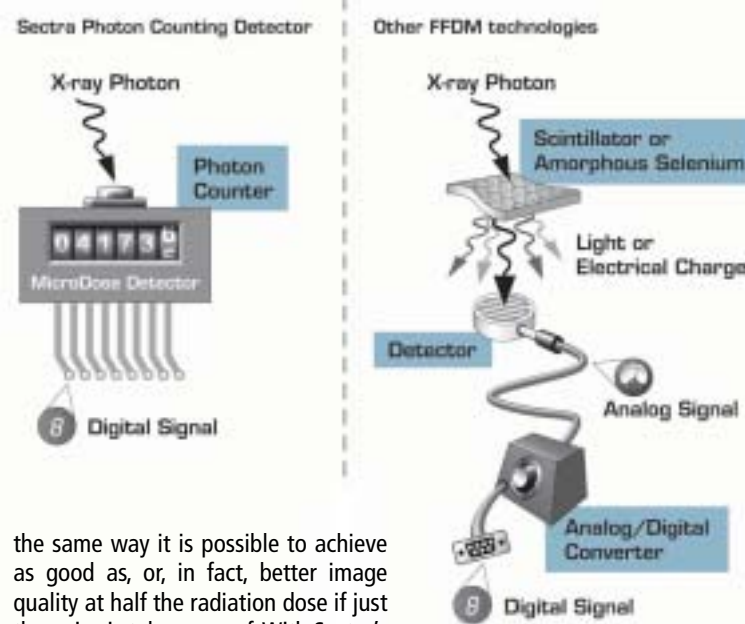 Sectra Photon Counting Detector
X-ray Photon
Photon
Counter
04173
MicroDose Detector
8
Digital Signal
Other FFDM technologies
X-ray Photon
Scintillator or
Amorphous Selenium
Light or
Electrical Charge
Detector
Analog Signal
Analog/Digital
Converter
8
Digital Signal
the same way it is possible to achieve
as good as, or, in fact, better image
quality at half the radiation dose if just